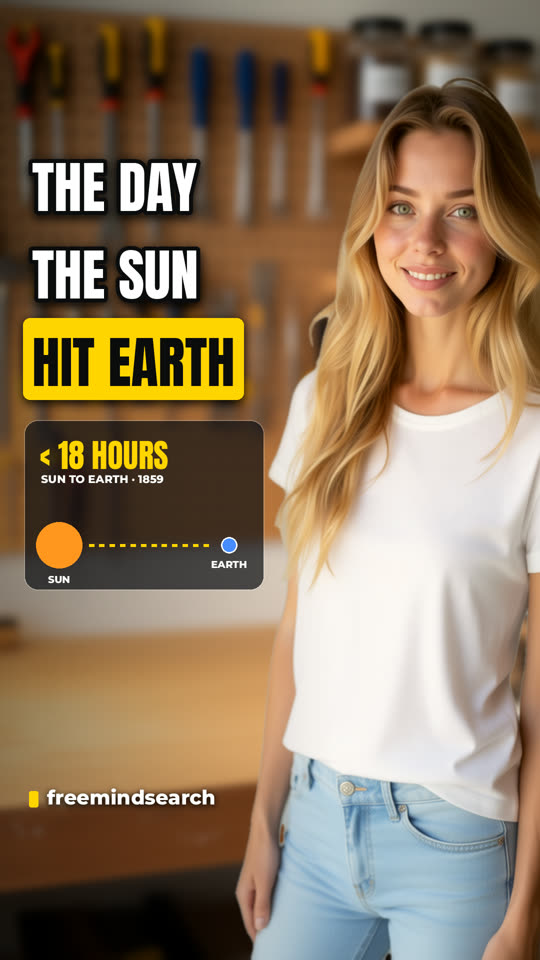 THE DAY
THE SUN
HIT EARTH
< 18 HOURS
SUN TO EARTH · 1859
SUN
EARTH
freemindsearch